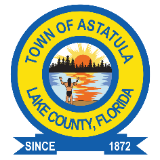 TOWN OF ASTATULA
LAKE COUNTY, FLORIDA
SINCE 1872